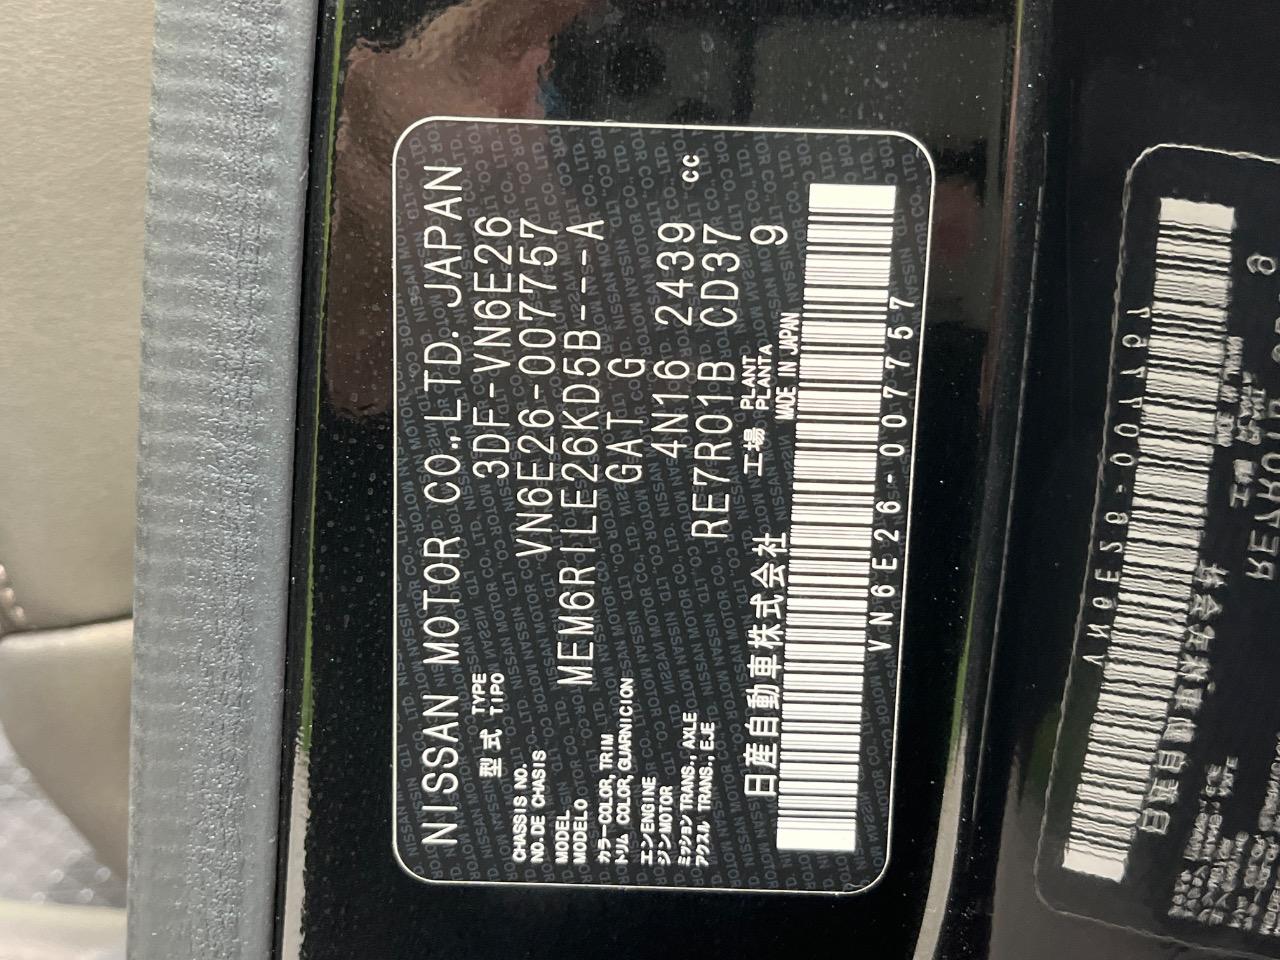 NISSAN MOTOR CO., LTD. JAPAN
型式 TYPE TIPO 3DF-VN6E26
CHASSIS NO. NO. DE CHASIS VN6E26-007757
MODEL MODELO MEM6RILE26KD5B---A
カラー COLOR, TRIM トリム COLOR, GUARNICION GAT G
エンジン ENGINE MOTOR 4N16 2439 cc
ミッション TRANS., AXLE アクスル TRANS., EJE RE7R01B CD37
日産自動車株式会社 工場 PLANT PLANTA 9
MADE IN JAPAN
VN6E26-007757